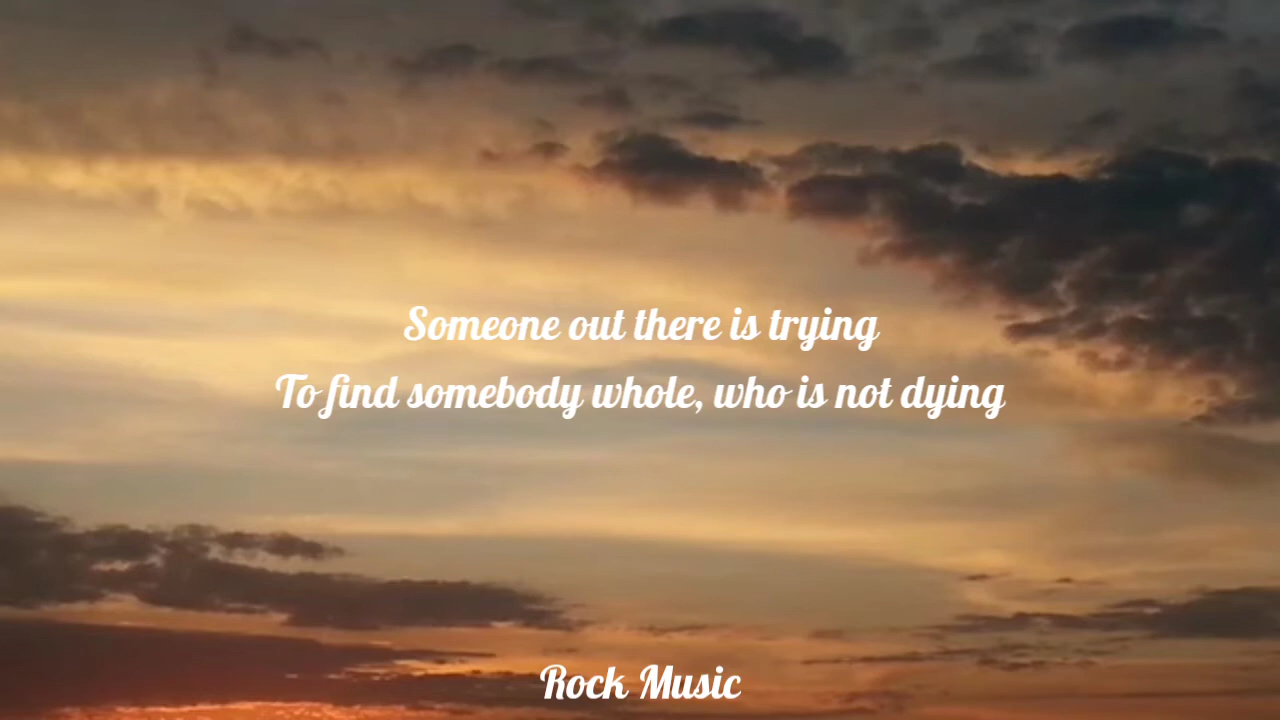 Someone out there is trying
To find somebody whole, who is not dying
Rock Music